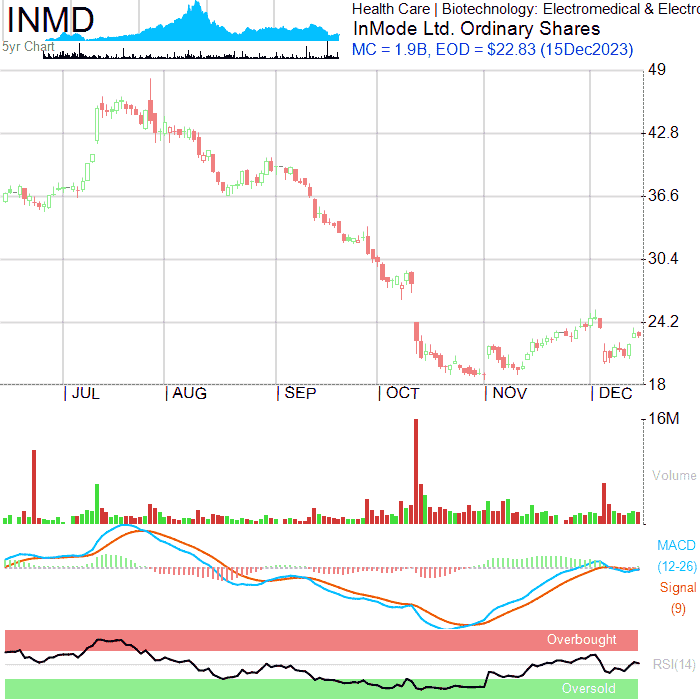 INMD
5yr Chart
Health Care | Biotechnology: Electromedical & Electro
InMode Ltd. Ordinary Shares
MC = 1.9B, EOD = $22.83 (15Dec2023)
49
42.8
36.6
30.4
24.2
18
JUL AUG SEP OCT NOV DEC
16M
Volume
MACD
(12-26)
Signal
(9)
Overbought
RSI(14)
Oversold